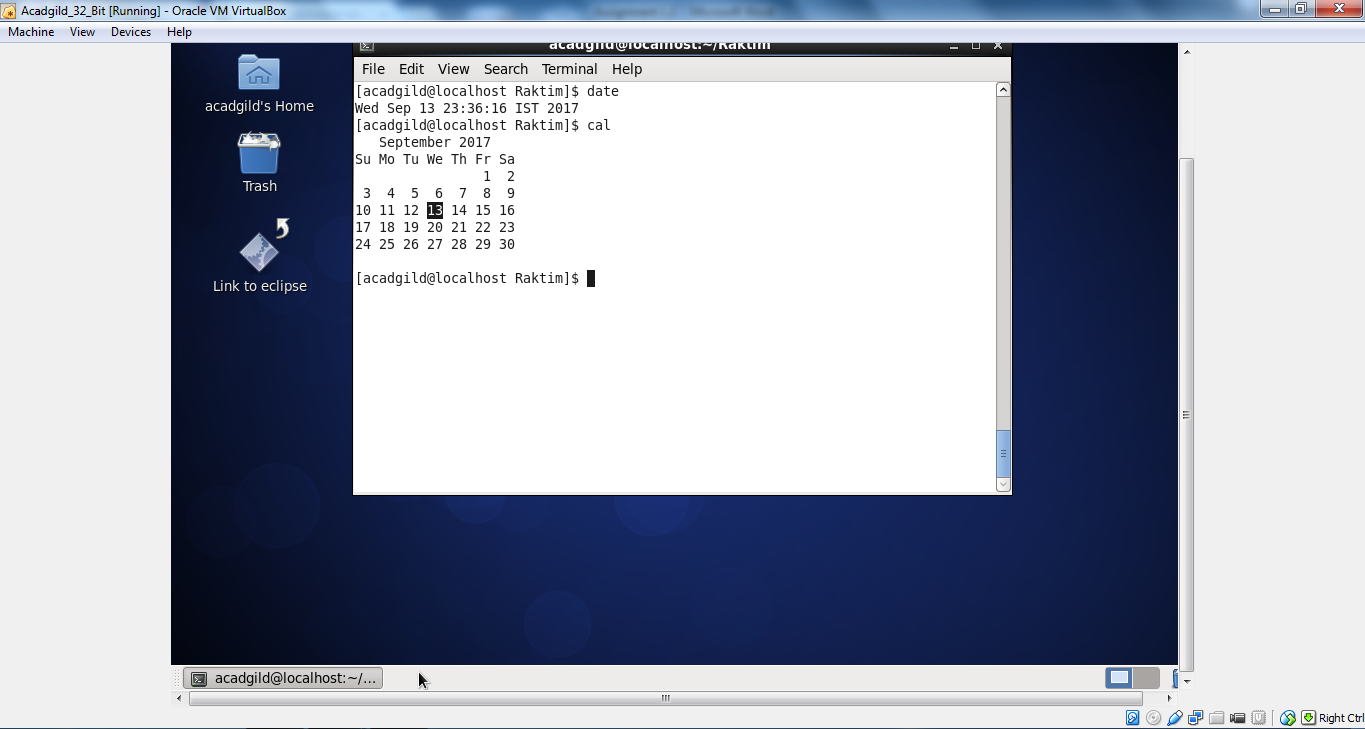 Acadgild_32_Bit [Running] - Oracle VM VirtualBox
Machine View Devices Help
acadgild@localhost:~/Raktim
File Edit View Search Terminal Help
[acadgild@localhost Raktim]$ date
Wed Sep 13 23:36:16 IST 2017
[acadgild@localhost Raktim]$ cal
   September 2017
Su Mo Tu We Th Fr Sa
                1  2
 3  4  5  6  7  8  9
10 11 12 13 14 15 16
17 18 19 20 21 22 23
24 25 26 27 28 29 30
[acadgild@localhost Raktim]$
acadgild's Home
Trash
Link to eclipse
acadgild@localhost:~/...
Right Ctrl